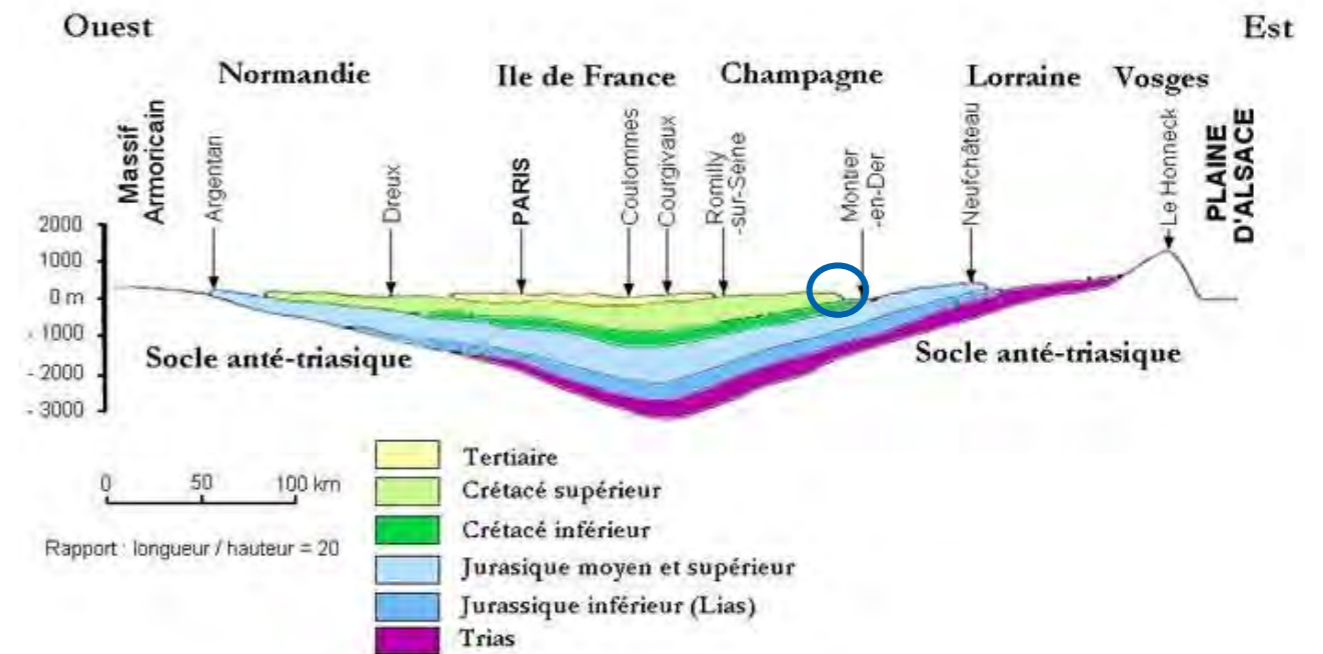 Ouest
Est
Normandie
Ile de France
Champagne
Lorraine
Vosges
Massif
Armoricain
Argentan
Dreux
PARIS
Coulommes
Courgivaux
Romilly
-sur-Seine
Montier
-en-Der
Neufchâteau
Le Honneck
PLAINE
D'ALSACE
2000
1000
0 m
- 1000
- 2000
- 3000
Socle anté-triasique
Socle anté-triasique
0 50 100 km
Rapport : longueur / hauteur = 20
Tertiaire
Crétacé supérieur
Crétacé inférieur
Jurasique moyen et supérieur
Jurassique inférieur (Lias)
Trias